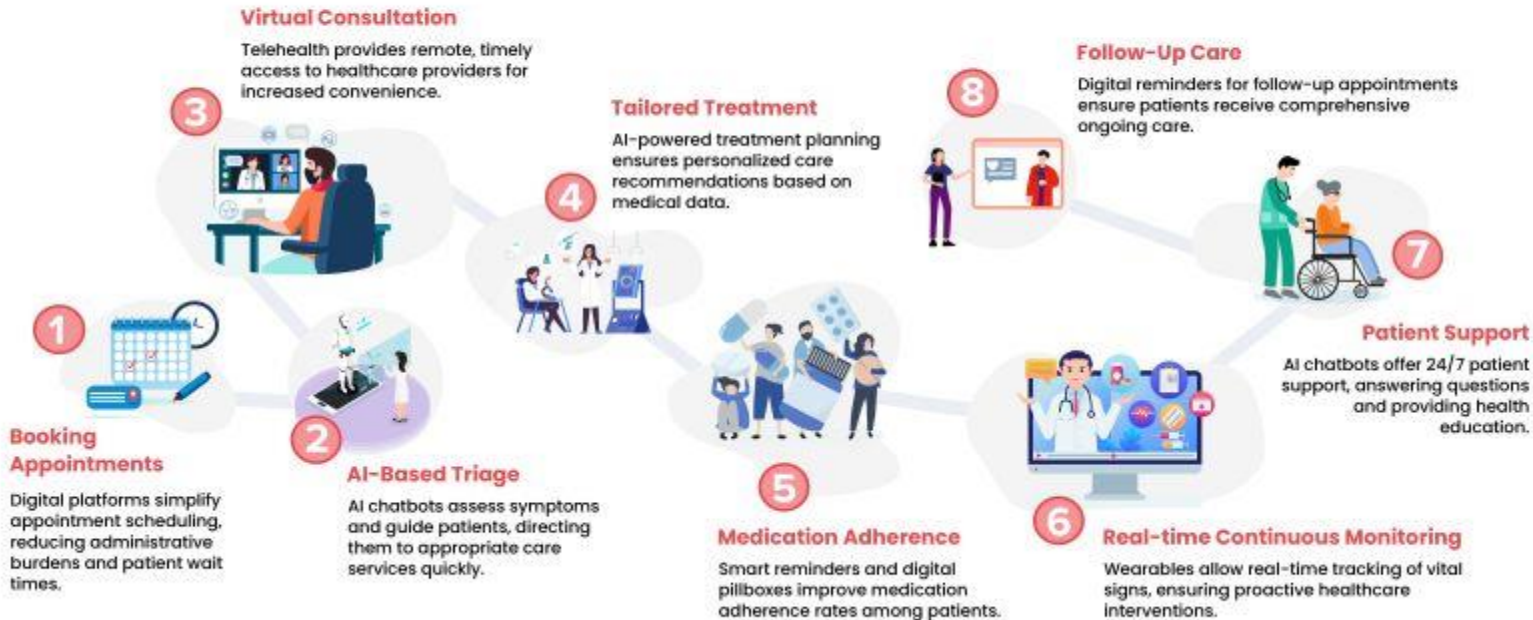 1
Booking
Appointments
Digital platforms simplify
appointment scheduling,
reducing administrative
burdens and patient wait
times.
2
AI-Based Triage
AI chatbots assess symptoms
and guide patients, directing
them to appropriate care
services quickly.
3
Virtual Consultation
Telehealth provides remote, timely
access to healthcare providers for
increased convenience.
4
Tailored Treatment
AI-powered treatment planning
ensures personalized care
recommendations based on
medical data.
5
Medication Adherence
Smart reminders and digital
pillboxes improve medication
adherence rates among patients.
6
Real-time Continuous Monitoring
Wearables allow real-time tracking of vital
signs, ensuring proactive healthcare
interventions.
7
Patient Support
AI chatbots offer 24/7 patient
support, answering questions
and providing health
education.
8
Follow-Up Care
Digital reminders for follow-up appointments
ensure patients receive comprehensive
ongoing care.